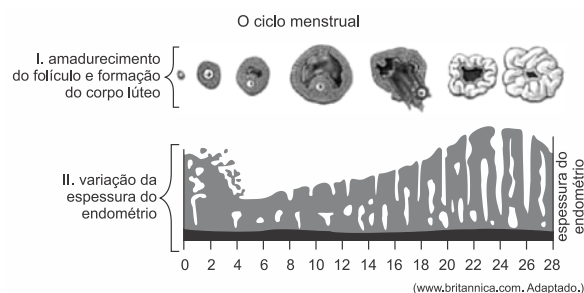 O ciclo menstrual
I. amadurecimento
do folículo e formação
do corpo lúteo
II. variação da
espessura do
endométrio
espessura do
endométrio
0 2 4 6 8 10 12 14 16 18 20 22 24 26 28
(www.britannica.com. Adaptado.)